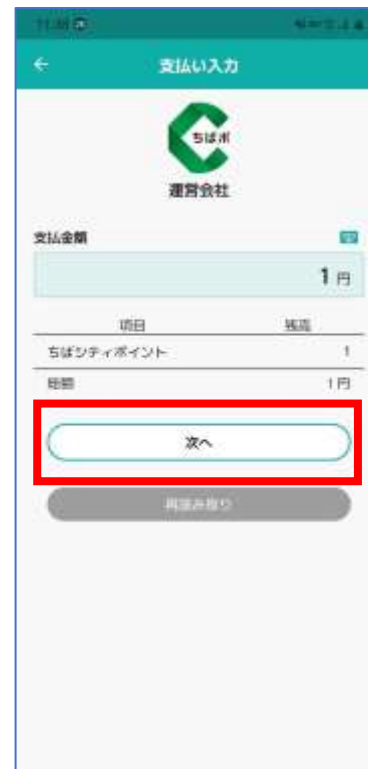 支払い入力
ちばポ
運営会社
支払金額
1 円
項目 残高
ちばシティポイント 1
総額 1円
次へ
再読み取り